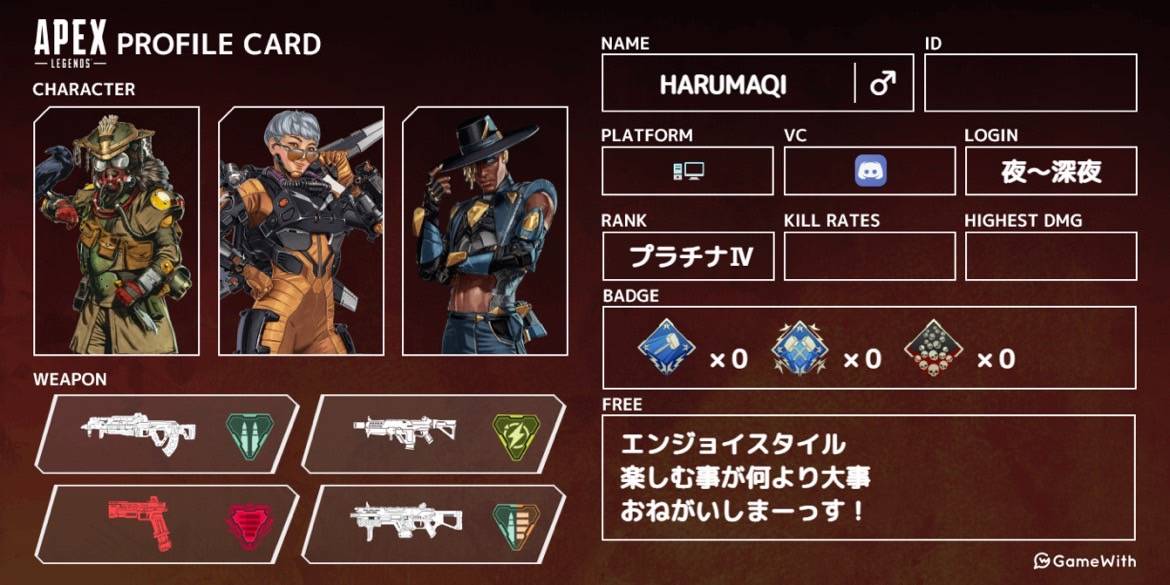 APEX
LEGENDS
PROFILE CARD
CHARACTER
WEAPON
NAME
HARUMAQI ♂
ID
PLATFORM
VC
LOGIN
夜～深夜
RANK
プラチナⅣ
KILL RATES
HIGHEST DMG
BADGE
×0
×0
×0
FREE
エンジョイスタイル
楽しむ事が何より大事
おねがいしまーっす！
GameWith